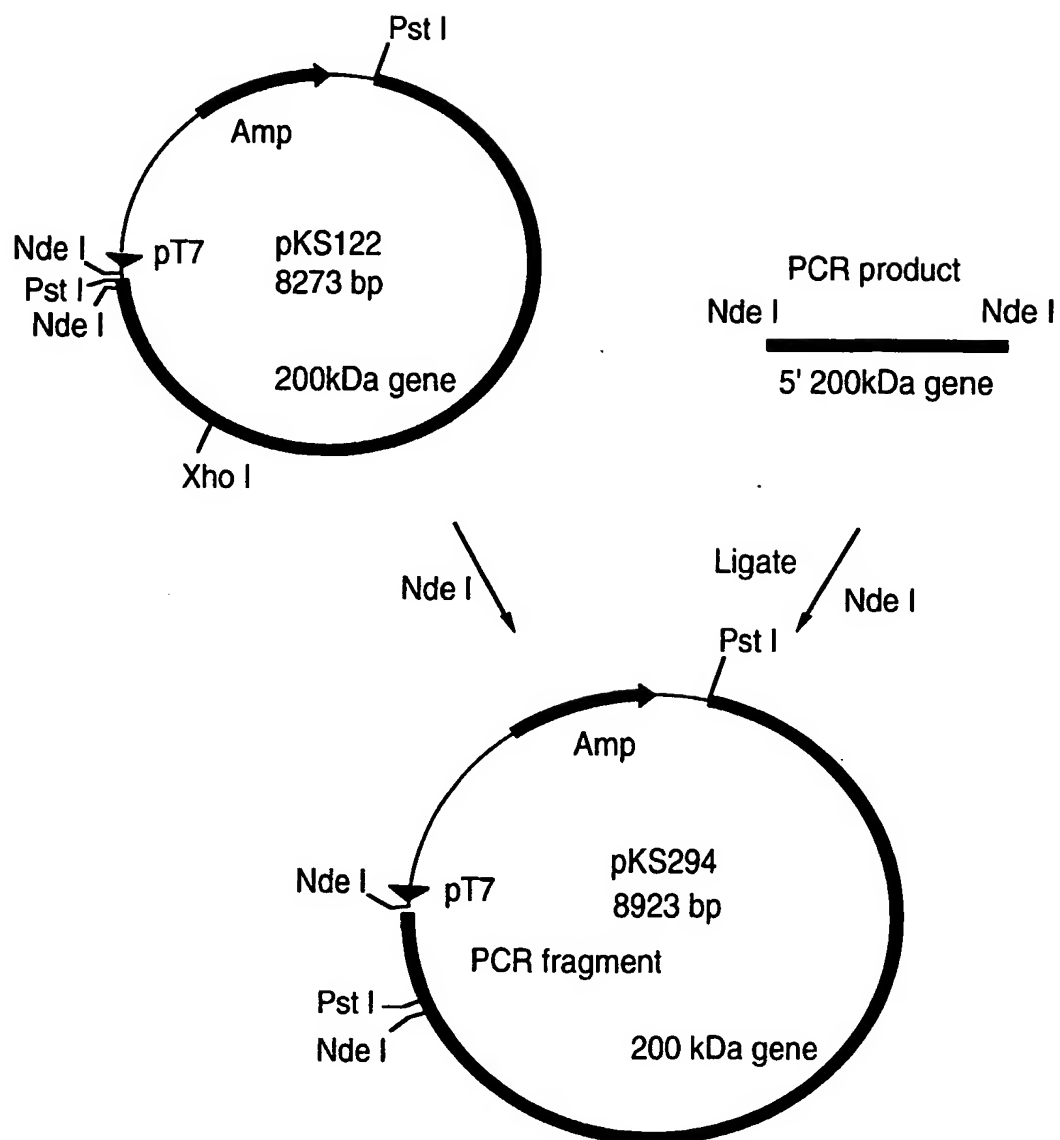 Pst I
Amp
Nde I
pT7
Pst I
Nde I
pKS122
8273 bp
200kDa gene
Xho I
PCR product
Nde I
Nde I
5' 200kDa gene
Nde I
Ligate
Nde I
Pst I
Amp
Nde I
pT7
pKS294
8923 bp
PCR fragment
Pst I
Nde I
200 kDa gene